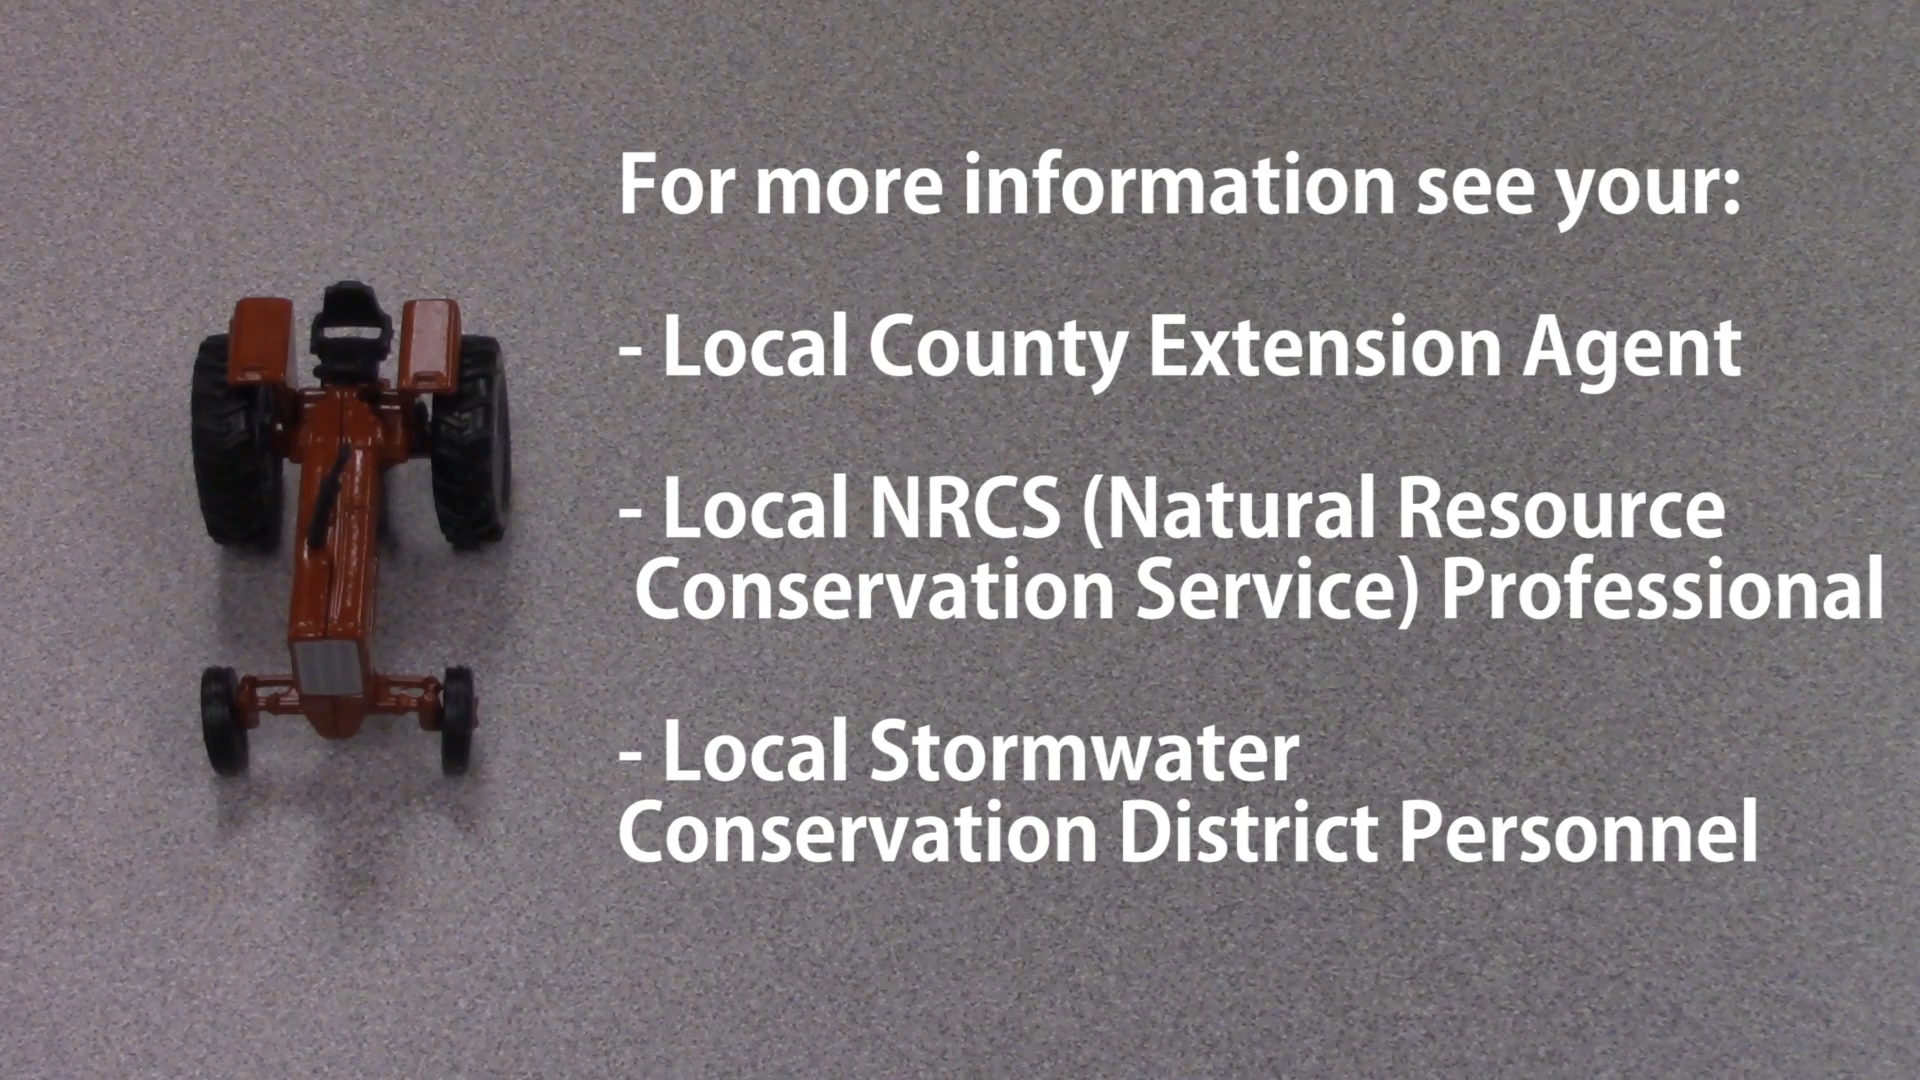 For more information see your:
- Local County Extension Agent
- Local NRCS (Natural Resource
Conservation Service) Professional
- Local Stormwater
Conservation District Personnel